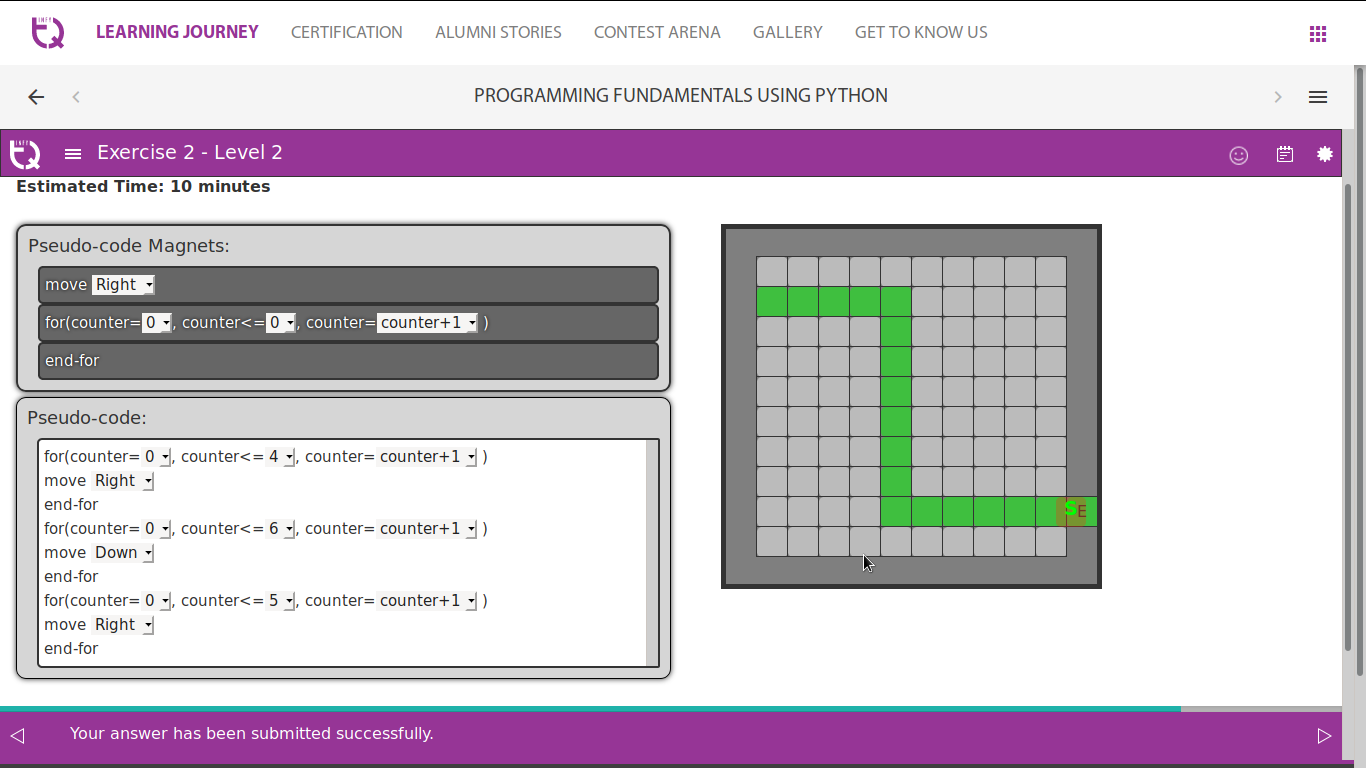 INFY
TQ
LEARNING JOURNEY CERTIFICATION ALUMNI STORIES CONTEST ARENA GALLERY GET TO KNOW US
PROGRAMMING FUNDAMENTALS USING PYTHON
INFY
TQ
Exercise 2 - Level 2
Estimated Time: 10 minutes
Pseudo-code Magnets:
move Right
for(counter= 0 , counter<= 0 , counter= counter+1 )
end-for
Pseudo-code:
for(counter= 0 , counter<= 4 , counter= counter+1 )
move Right
end-for
for(counter= 0 , counter<= 6 , counter= counter+1 )
move Down
end-for
for(counter= 0 , counter<= 5 , counter= counter+1 )
move Right
end-for
S E
Your answer has been submitted successfully.